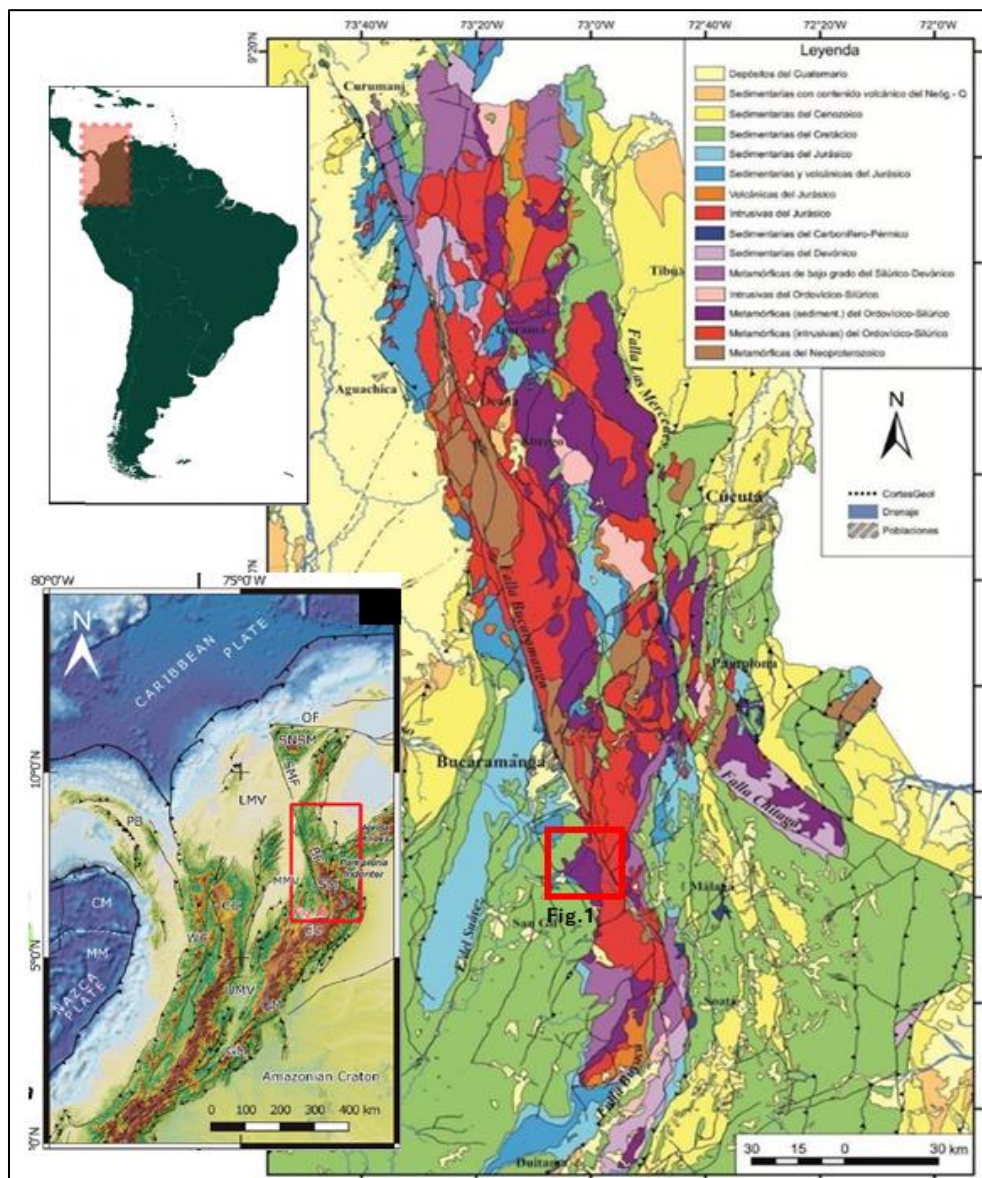 73°40'W 73°20'W 73°0'W 72°40'W 72°20'W 72°0'W
9°20'
Leyenda
Depósitos del Cuaternario
Sedimentarias con contenido volcánico del Neóg.- Q
Sedimentarias del Cenozoico
Sedimentarias del Cretácico
Sedimentarias del Jurásico
Sedimentarias y volcánicas del Jurásico
Volcánicas del Jurásico
Intrusivas del Jurásico
Sedimentarias del Carbonífero-Pérmico
Sedimentarias del Devónico
Metamórficas de bajo grado del Silúrico-Devónico
Intrusivas del Ordovícico-Silúrico
Metamórficas (sediment.) del Ordovícico-Silúrico
Metamórficas (intrusivas) del Ordovícico-Silúrico
Metamórficas del Neoproterozoico
N
CortesGeol
Drenaje
Poblaciones
Curumaní
Tibú
Aguachica
Ocaña
Abrego
Falla Las Mercedes
Cúcuta
Falla Bucaramanga
Pamplona
Bucaramanga
Falla Chitagá
Málaga
Fig.1
San Gil
F.del Suárez
Soatá
Falla Boyacá
Duitama
30 15 0 30 km
80°0'W 75°0'W
N
CARIBBEAN PLATE
OF
SNSM
SMF
10°0'N
LMV
PB
Pamplona
Indenter
MMV
CM
MM
5°0'N
UMV
NAZCA PLATE
Amazonian Craton
0 100 200 300 400 km